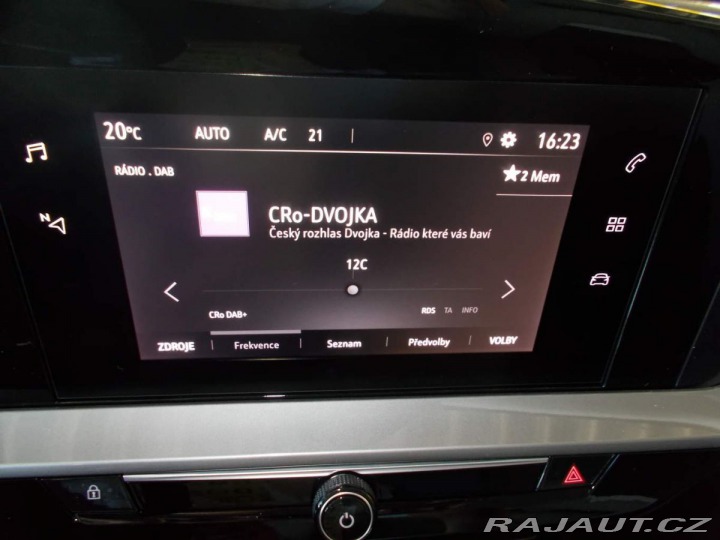 20°C AUTO A/C 21 16:23
RÁDIO . DAB
2 Mem
N
CRo-DVOJKA
Český rozhlas Dvojka - Rádio které vás baví
12C
CRo DAB+ RDS TA INFO
ZDROJE Frekvence Seznam Předvolby VOLBY
RAJAUT.CZ